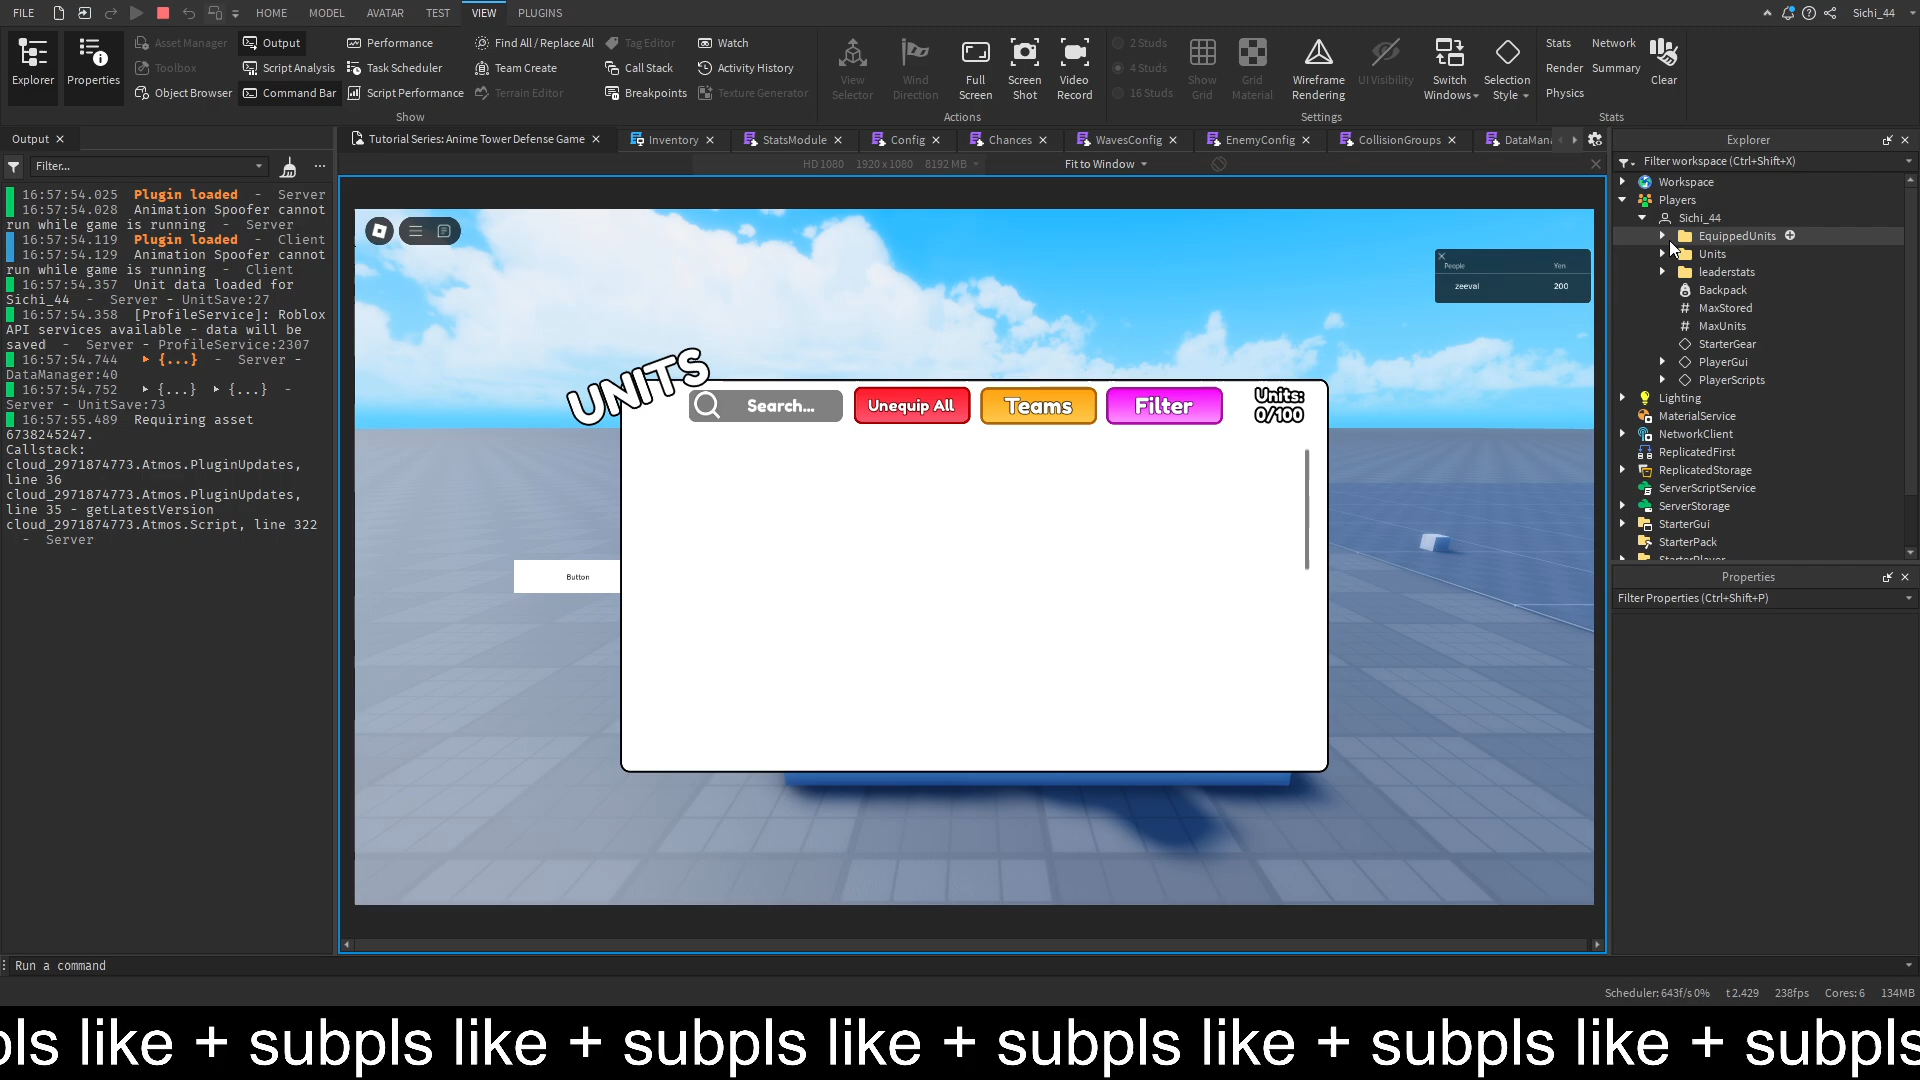 FILE HOME MODEL AVATAR TEST VIEW PLUGINS Sichi_44
Explorer Properties
Asset Manager Output Performance Find All / Replace All Tag Editor Watch
Toolbox Script Analysis Task Scheduler Team Create Call Stack Activity History
Object Browser Command Bar Script Performance Terrain Editor Breakpoints Texture Generator
Show
View Selector
Wind Direction
Full Screen
Screen Shot
Video Record
Actions
2 Studs
4 Studs
16 Studs
Show Grid
Grid Material
Wireframe Rendering
UI Visibility
Switch Windows
Selection Style
Settings
Stats Network
Render Summary
Physics
Clear
Stats
Output
Filter...
16:57:54.025 Plugin loaded - Server
16:57:54.028 Animation Spoofer cannot
run while game is running - Server
16:57:54.119 Plugin loaded - Client
16:57:54.129 Animation Spoofer cannot
run while game is running - Client
16:57:54.357 Unit data loaded for
Sichi_44 - Server - UnitSave:27
16:57:54.358 [ProfileService]: Roblox
API services available - data will be
saved - Server - ProfileService:2307
16:57:54.744 {...} - Server -
DataManager:40
16:57:54.752 {...} {...} -
Server - UnitSave:73
16:57:55.489 Requiring asset
6738245247.
Callstack:
cloud_2971874773.Atmos.PluginUpdates,
line 36
cloud_2971874773.Atmos.PluginUpdates,
line 35 - getLatestVersion
cloud_2971874773.Atmos.Script, line 322
- Server
Tutorial Series: Anime Tower Defense Game Inventory StatsModule Config Chances WavesConfig EnemyConfig CollisionGroups DataMana
HD 1080 1920 x 1080 8192 MB Fit to Window
People Yen
zeeval 200
UNITS
Search... Unequip All Teams Filter
Units:
0/100
Button
Explorer
Filter workspace (Ctrl+Shift+X)
Workspace
Players
Sichi_44
EquippedUnits
Units
leaderstats
Backpack
MaxStored
MaxUnits
StarterGear
PlayerGui
PlayerScripts
Lighting
MaterialService
NetworkClient
ReplicatedFirst
ReplicatedStorage
ServerScriptService
ServerStorage
StarterGui
StarterPack
StarterPlayer
Properties
Filter Properties (Ctrl+Shift+P)
Run a command
Scheduler: 643f/s 0% t 2.429 238fps Cores: 6 134MB
pls like + subpls like + subpls like + subpls like + subpls like + subpls